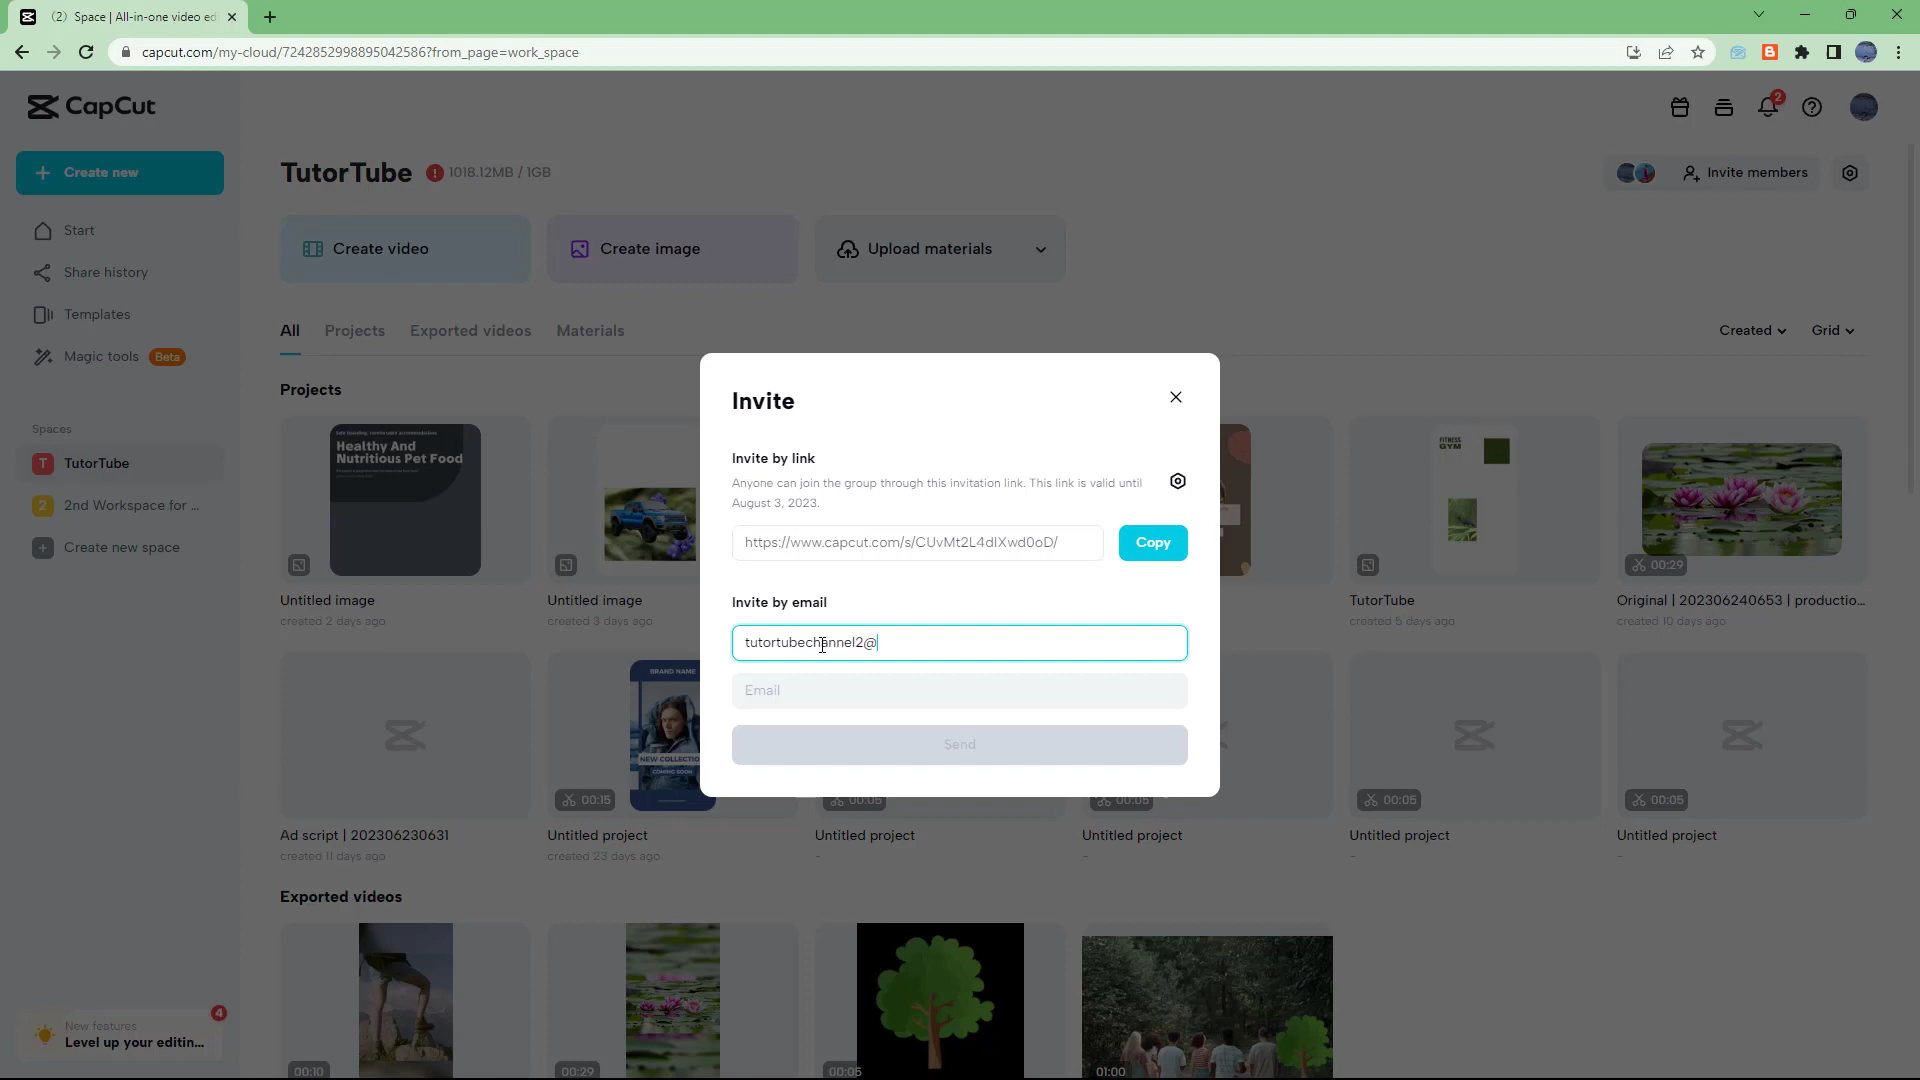 (2) Space | All-in-one video ed
capcut.com/my-cloud/7242852998895042586?from_page=work_space
CapCut
2
Create new
TutorTube
! 1018.12MB / 1GB
Invite members
Start
Share history
Templates
Magic tools Beta
Create video
Create image
Upload materials
All
Projects
Exported videos
Materials
Created
Grid
Spaces
T TutorTube
2 2nd Workspace for ...
+ Create new space
Projects
Healthy And
Nutritious Pet Food
Untitled image
created 2 days ago
Untitled image
created 3 days ago
FITNESS
GYM
TutorTube
created 5 days ago
00:29
Original | 202306240653 | productio...
created 10 days ago
Invite
Invite by link
Anyone can join the group through this invitation link. This link is valid until
August 3, 2023.
https://www.capcut.com/s/CUvMt2L4dIXwd0oD/
Copy
Invite by email
tutortubechannel2@
Email
Send
Ad script | 202306230631
created 11 days ago
BRAND NAME
NEW COLLECTIO
COMING SOON
00:15
Untitled project
created 23 days ago
00:05
Untitled project
-
00:05
Untitled project
-
00:05
Untitled project
-
00:05
Untitled project
-
Exported videos
00:10
00:29
00:05
01:00
4
New features
Level up your editin...